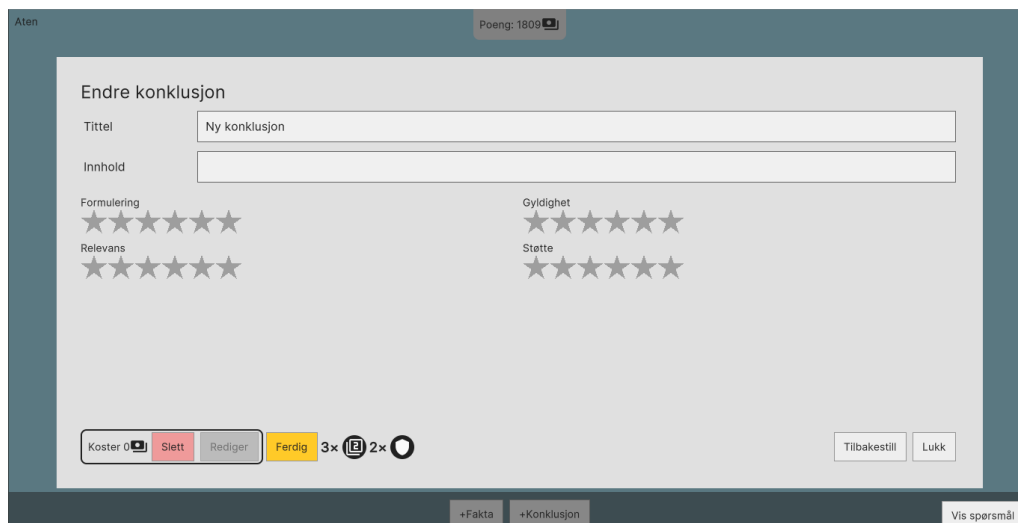 Aten
Poeng: 1809
Endre konklusjon
Tittel
Ny konklusjon
Innhold
Formulering
Gyldighet
Relevans
Støtte
Koster 0
Slett
Rediger
Ferdig
3×
2
2×
Tilbakestill
Lukk
+Fakta
+Konklusjon
Vis spørsmål